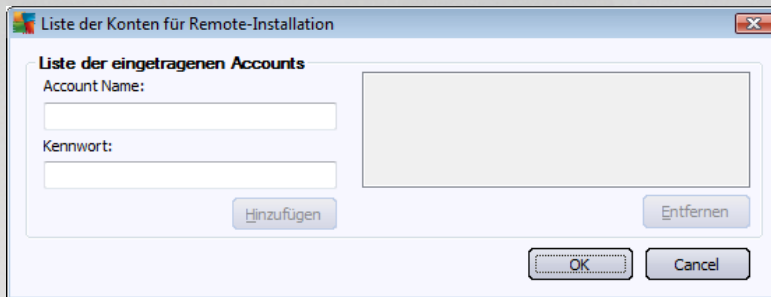 Liste der Konten für Remote-Installation
Liste der eingetragenen Accounts
Account Name:
Kennwort:
Hinzufügen
Entfernen
OK
Cancel